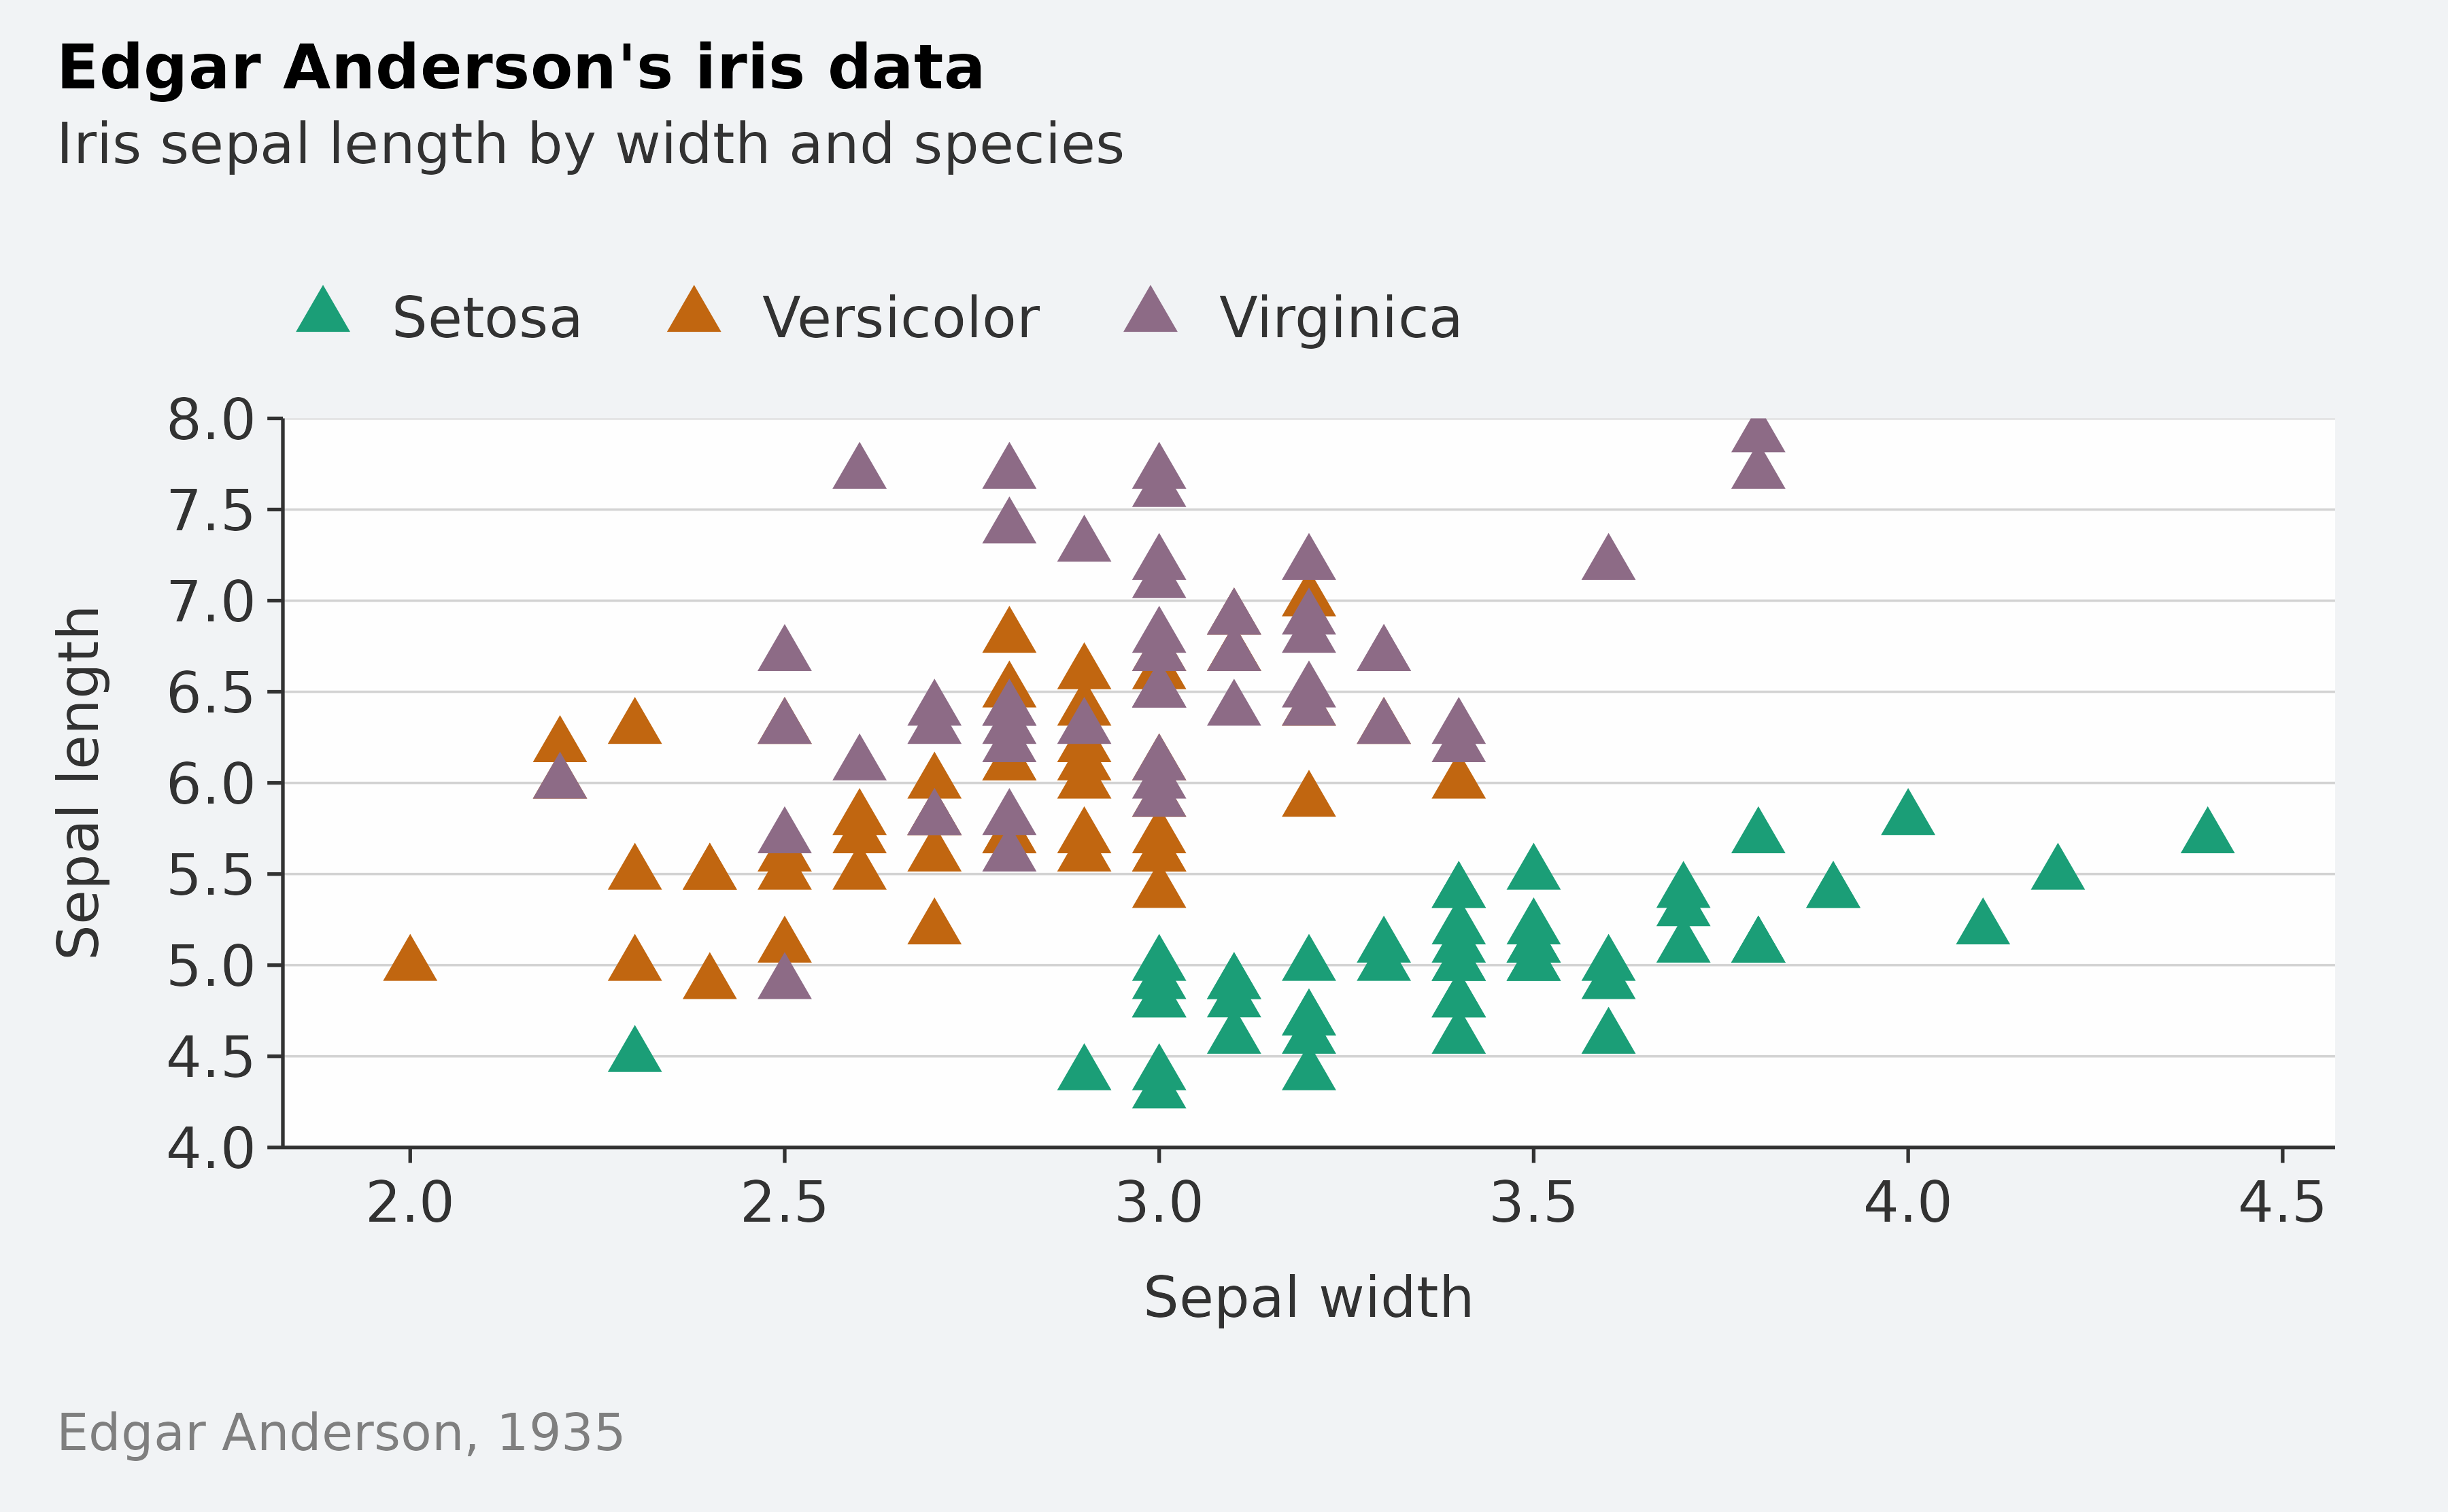 Edgar Anderson's iris data
Iris sepal length by width and species
Setosa Versicolor Virginica
8.0
7.5
7.0
6.5
6.0
5.5
5.0
4.5
4.0
Sepal length
2.0 2.5 3.0 3.5 4.0 4.5
Sepal width
Edgar Anderson, 1935